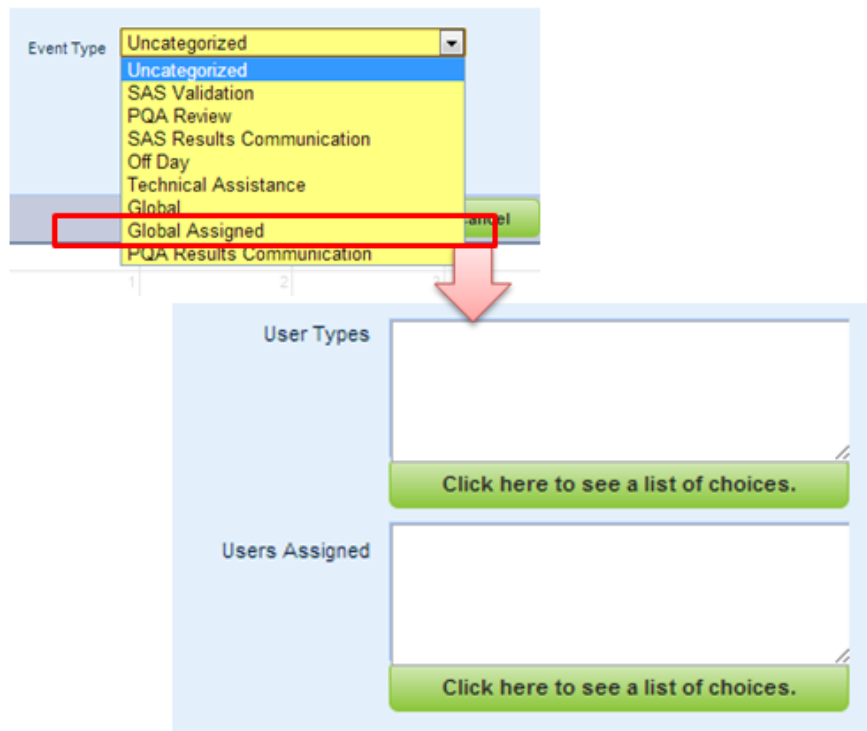 Event Type Uncategorized
Uncategorized
SAS Validation
PQA Review
SAS Results Communication
Off Day
Technical Assistance
Global
Global Assigned
PQA Results Communication
1 2
User Types
Click here to see a list of choices.
Users Assigned
Click here to see a list of choices.